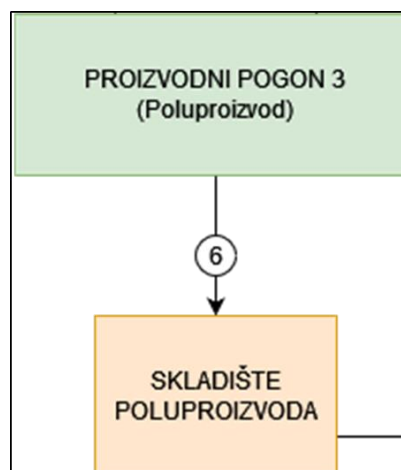 PROIZVODNI POGON 3
(Poluproizvod)
6
SKLADIŠTE
POLUPROIZVODA